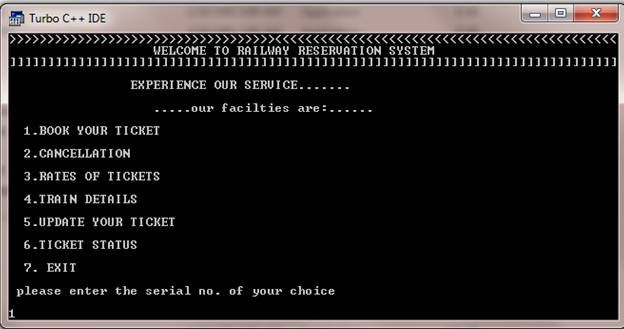 Turbo C++ IDE
>>>>>>>>>>>>>>>>>>>>>>>>>>>>>>>>>>><<<<<<<<<<<<<<<<<<<<<<<<<<<<<<<<<<<<<<<<<<<<<
WELCOME TO RAILWAY RESERVATION SYSTEM
]]]]]]]]]]]]]]]]]]]]]]]]]]]]]]]]]]]]]]]]]]]]]]]]]]]]]]]]]]]]]]]]]]]]]]]]]]]]]]]]
EXPERIENCE OUR SERVICE.......
.....our facilties are:......
1.BOOK YOUR TICKET
2.CANCELLATION
3.RATES OF TICKETS
4.TRAIN DETAILS
5.UPDATE YOUR TICKET
6.TICKET STATUS
7. EXIT
please enter the serial no. of your choice
1